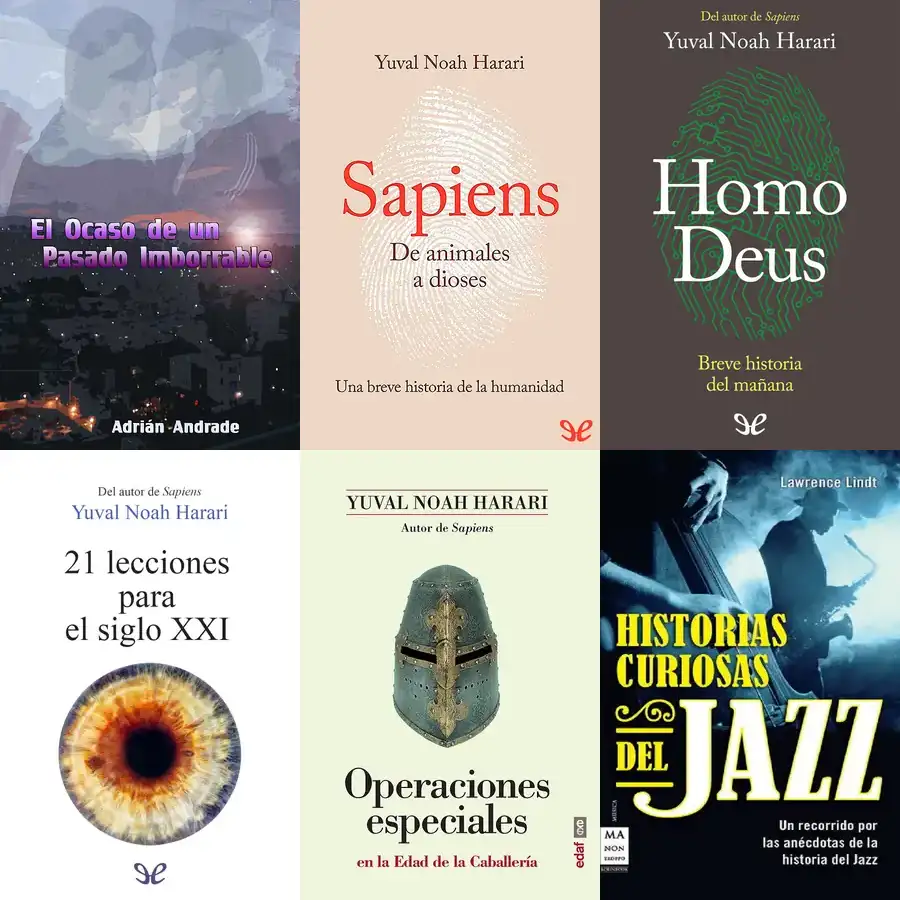 El Ocaso de un
Pasado Imborrable
Adrián Andrade
Yuval Noah Harari
Sapiens
De animales
a dioses
Una breve historia de la humanidad
Del autor de Sapiens
Yuval Noah Harari
Homo
Deus
Breve historia
del mañana
Del autor de Sapiens
Yuval Noah Harari
21 lecciones
para
el siglo XXI
YUVAL NOAH HARARI
Autor de Sapiens
Operaciones
especiales
en la Edad de la Caballería
edaf
Lawrence Lindt
HISTORIAS
CURIOSAS
DEL JAZZ
Un recorrido por
las anécdotas de la
historia del Jazz
MÚSICA
MA
NON
TROPPO